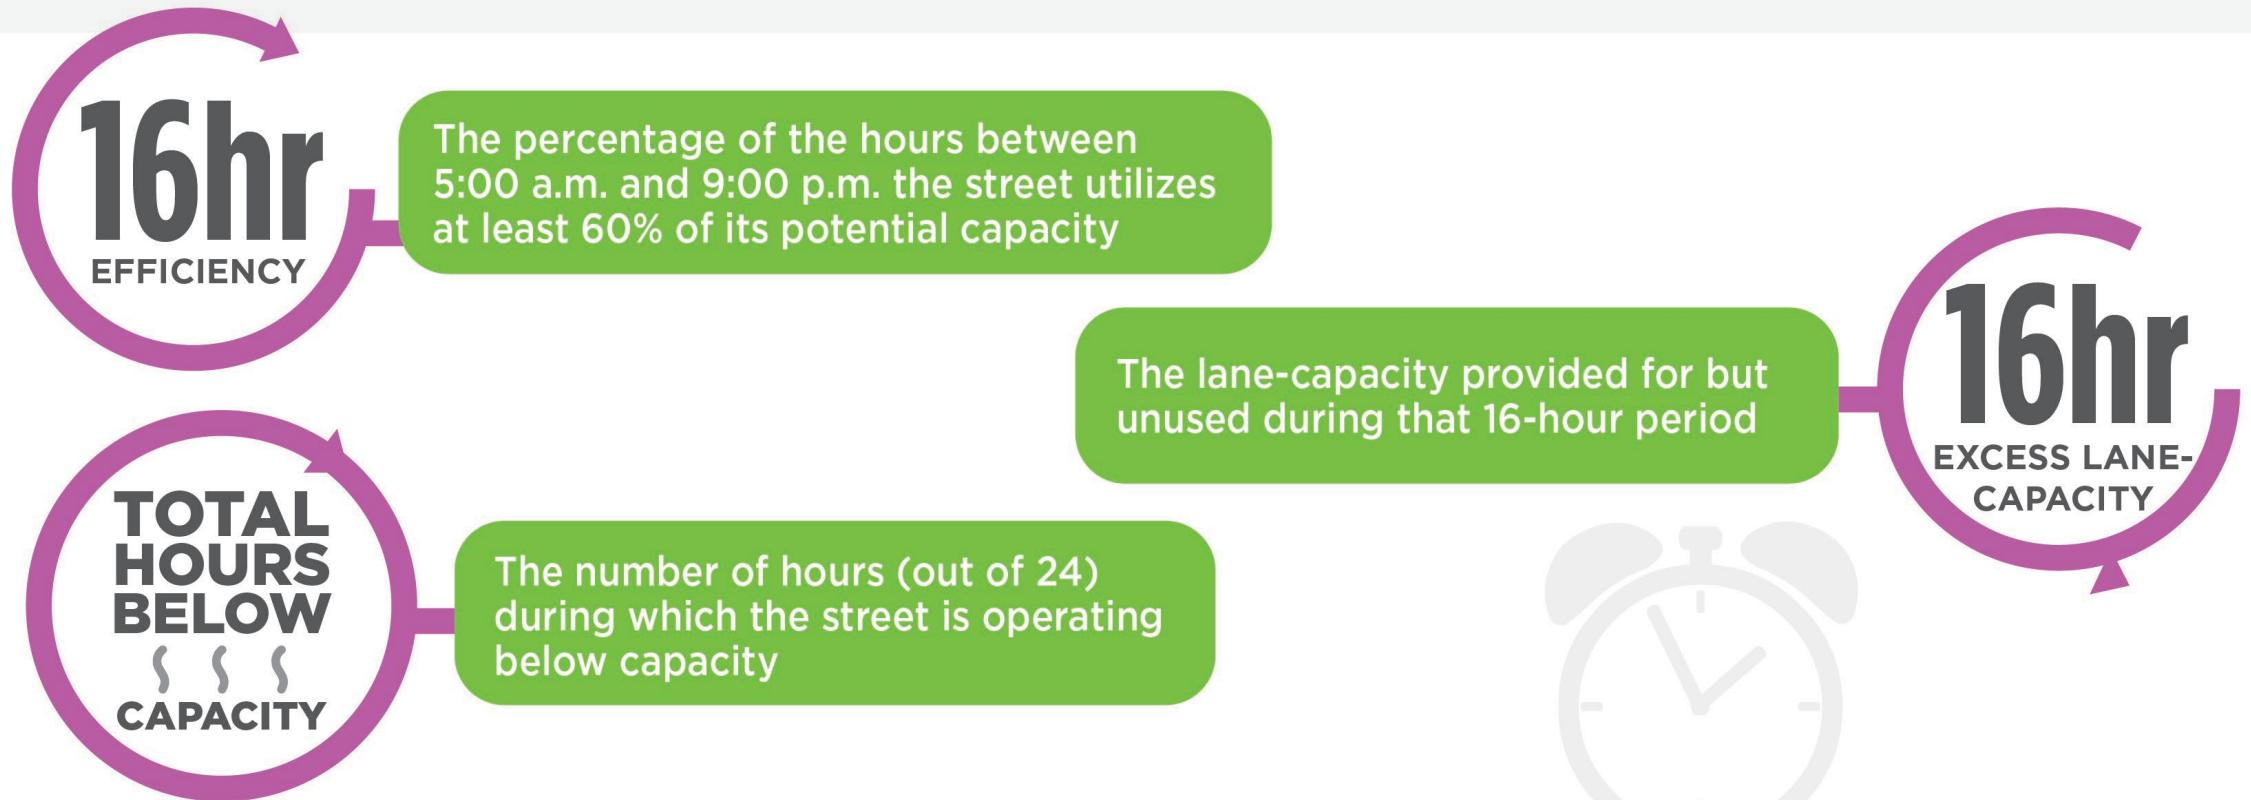 16hr
EFFICIENCY
The percentage of the hours between
5:00 a.m. and 9:00 p.m. the street utilizes
at least 60% of its potential capacity
The lane-capacity provided for but
unused during that 16-hour period
16hr
EXCESS LANE-
CAPACITY
TOTAL
HOURS
BELOW
CAPACITY
The number of hours (out of 24)
during which the street is operating
below capacity